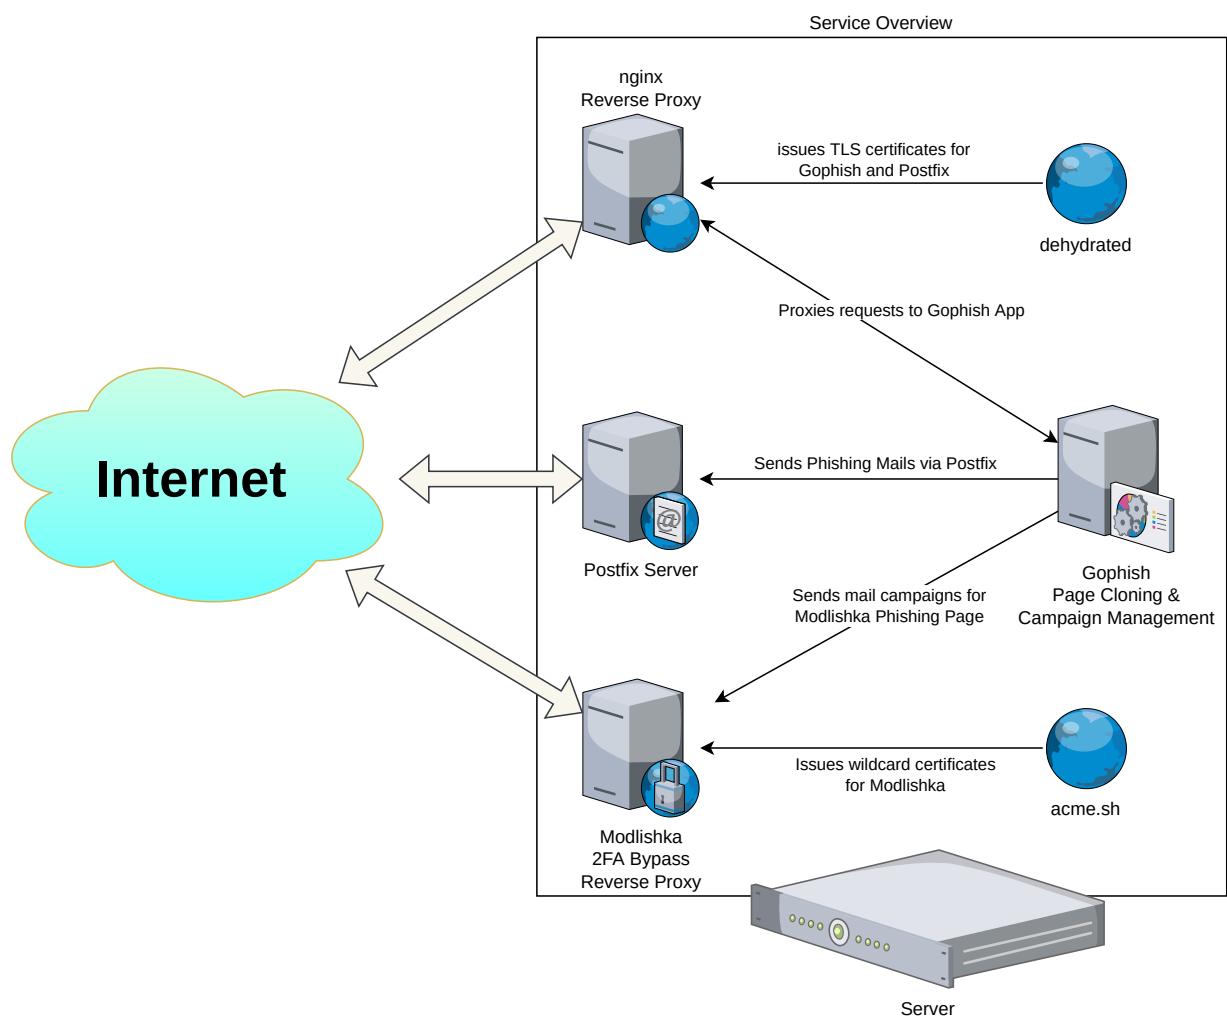 Service Overview
nginx
Reverse Proxy
issues TLS certificates for
Gophish and Postfix
dehydrated
Proxies requests to Gophish App
Internet
Sends Phishing Mails via Postfix
Postfix Server
Gophish
Page Cloning &
Campaign Management
Sends mail campaigns for
Modlishka Phishing Page
Issues wildcard certificates
for Modlishka
acme.sh
Modlishka
2FA Bypass
Reverse Proxy
Server